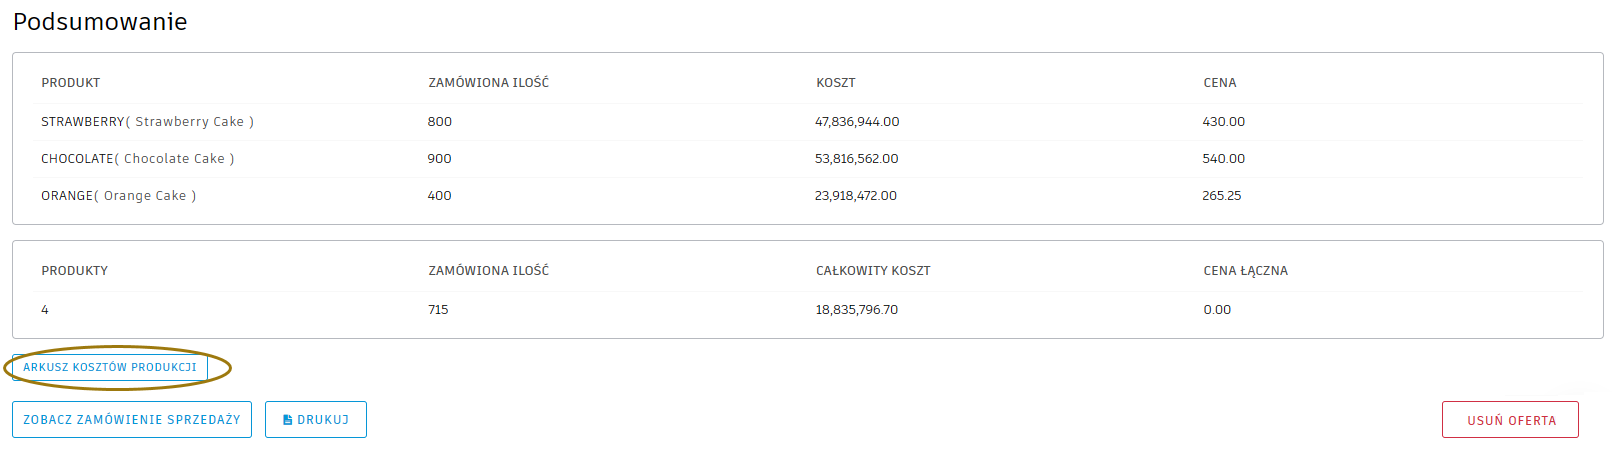 Podsumowanie
PRODUKT ZAMÓWIONA ILOŚĆ KOSZT CENA
STRAWBERRY( Strawberry Cake ) 800 47,836,944.00 430.00
CHOCOLATE( Chocolate Cake ) 900 53,816,562.00 540.00
ORANGE( Orange Cake ) 400 23,918,472.00 265.25
PRODUKTY ZAMÓWIONA ILOŚĆ CAŁKOWITY KOSZT CENA ŁĄCZNA
4 715 18,835,796.70 0.00
ARKUSZ KOSZTÓW PRODUKCJI
ZOBACZ ZAMÓWIENIE SPRZEDAŻY DRUKUJ USUŃ OFERTA